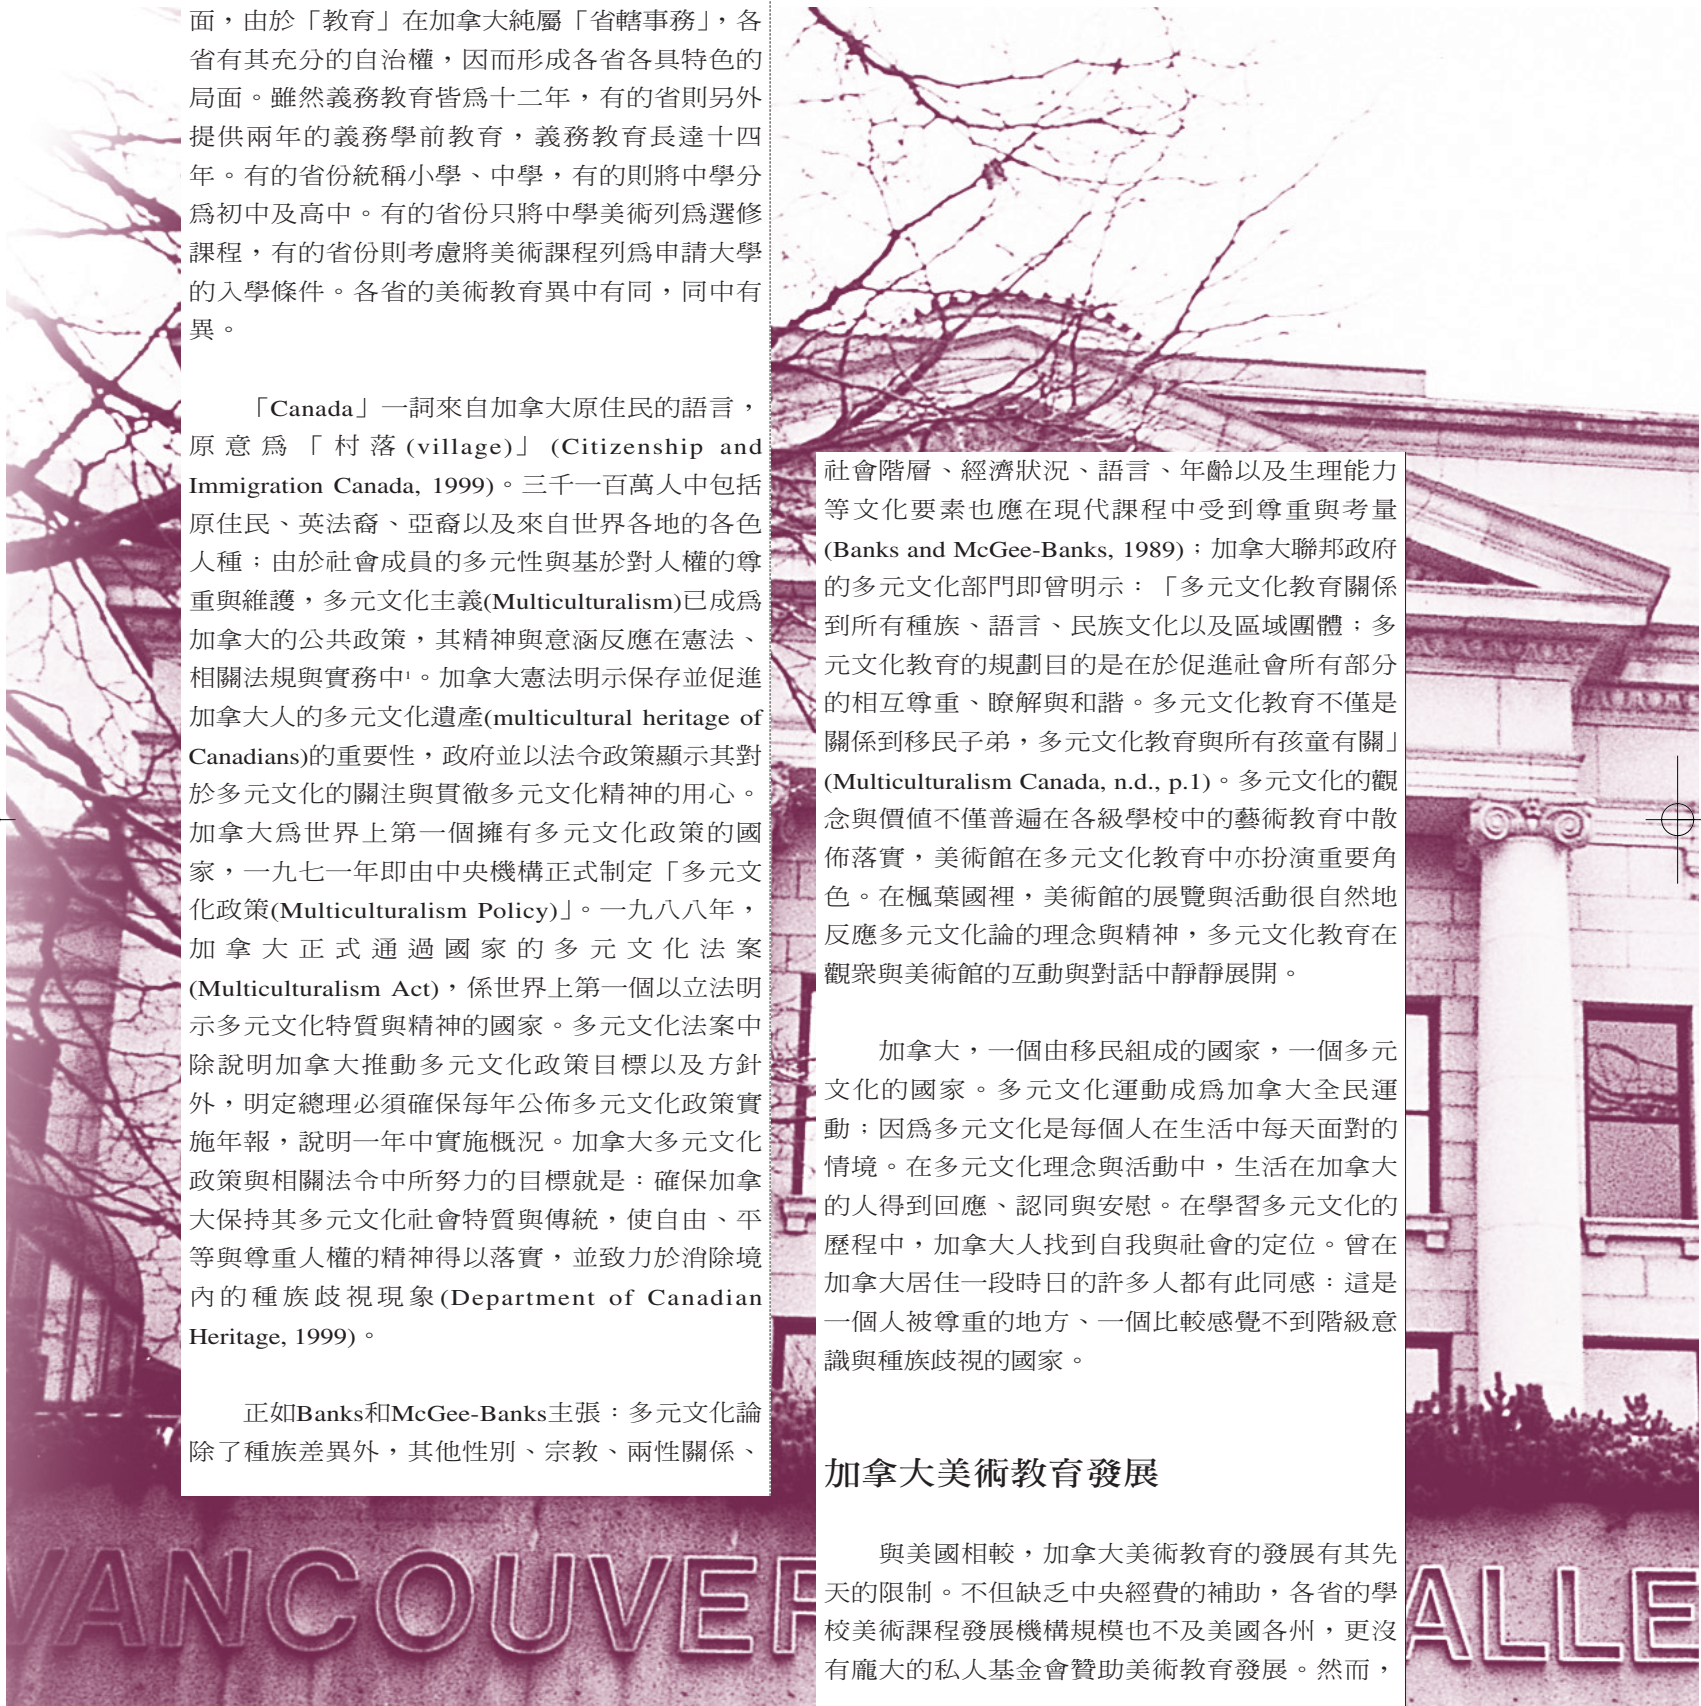 面，由於「教育」在加拿大純屬「省轄事務」，各
省有其充分的自治權，因而形成各省各具特色的
局面。雖然義務教育皆爲十二年，有的省則另外
提供兩年的義務學前教育，義務教育長達十四
年。有的省份統稱小學、中學，有的則將中學分
爲初中及高中。有的省份只將中學美術列爲選修
課程，有的省份則考慮將美術課程列爲申請大學
的入學條件。各省的美術教育異中有同，同中有
異。
「Canada」一詞來自加拿大原住民的語言，
原意爲「村落(village)」(Citizenship and
Immigration Canada, 1999)。三千一百萬人中包括
原住民、英法裔、亞裔以及來自世界各地的各色
人種；由於社會成員的多元性與基於對人權的尊
重與維護，多元文化主義(Multiculturalism)已成爲
加拿大的公共政策，其精神與意涵反應在憲法、
相關法規與實務中¹。加拿大憲法明示保存並促進
加拿大人的多元文化遺產(multicultural heritage of
Canadians)的重要性，政府並以法令政策顯示其對
於多元文化的關注與貫徹多元文化精神的用心。
加拿大爲世界上第一個擁有多元文化政策的國
家，一九七一年即由中央機構正式制定「多元文
化政策(Multiculturalism Policy)」。一九八八年，
加拿大正式通過國家的多元文化法案
(Multiculturalism Act)，係世界上第一個以立法明
示多元文化特質與精神的國家。多元文化法案中
除說明加拿大推動多元文化政策目標以及方針
外，明定總理必須確保每年公佈多元文化政策實
施年報，說明一年中實施概況。加拿大多元文化
政策與相關法令中所努力的目標就是：確保加拿
大保持其多元文化社會特質與傳統，使自由、平
等與尊重人權的精神得以落實，並致力於消除境
內的種族歧視現象(Department of Canadian
Heritage, 1999)。
正如Banks和McGee-Banks主張：多元文化論
除了種族差異外，其他性別、宗教、兩性關係、
社會階層、經濟狀況、語言、年齡以及生理能力
等文化要素也應在現代課程中受到尊重與考量
(Banks and McGee-Banks, 1989)；加拿大聯邦政府
的多元文化部門即曾明示：「多元文化教育關係
到所有種族、語言、民族文化以及區域團體；多
元文化教育的規劃目的是在於促進社會所有部分
的相互尊重、瞭解與和諧。多元文化教育不僅是
關係到移民子弟，多元文化教育與所有孩童有關」
(Multiculturalism Canada, n.d., p.1)。多元文化的觀
念與價值不僅普遍在各級學校中的藝術教育中散
佈落實，美術館在多元文化教育中亦扮演重要角
色。在楓葉國裡，美術館的展覽與活動很自然地
反應多元文化論的理念與精神，多元文化教育在
觀衆與美術館的互動與對話中靜靜展開。
加拿大，一個由移民組成的國家，一個多元
文化的國家。多元文化運動成爲加拿大全民運
動；因爲多元文化是每個人在生活中每天面對的
情境。在多元文化理念與活動中，生活在加拿大
的人得到回應、認同與安慰。在學習多元文化的
歷程中，加拿大人找到自我與社會的定位。曾在
加拿大居住一段時日的許多人都有此同感：這是
一個人被尊重的地方、一個比較感覺不到階級意
識與種族歧視的國家。
加拿大美術教育發展
與美國相較，加拿大美術教育的發展有其先
天的限制。不但缺乏中央經費的補助，各省的學
校美術課程發展機構規模也不及美國各州，更沒
有龐大的私人基金會贊助美術教育發展。然而，
VANCOUVER
ALLE